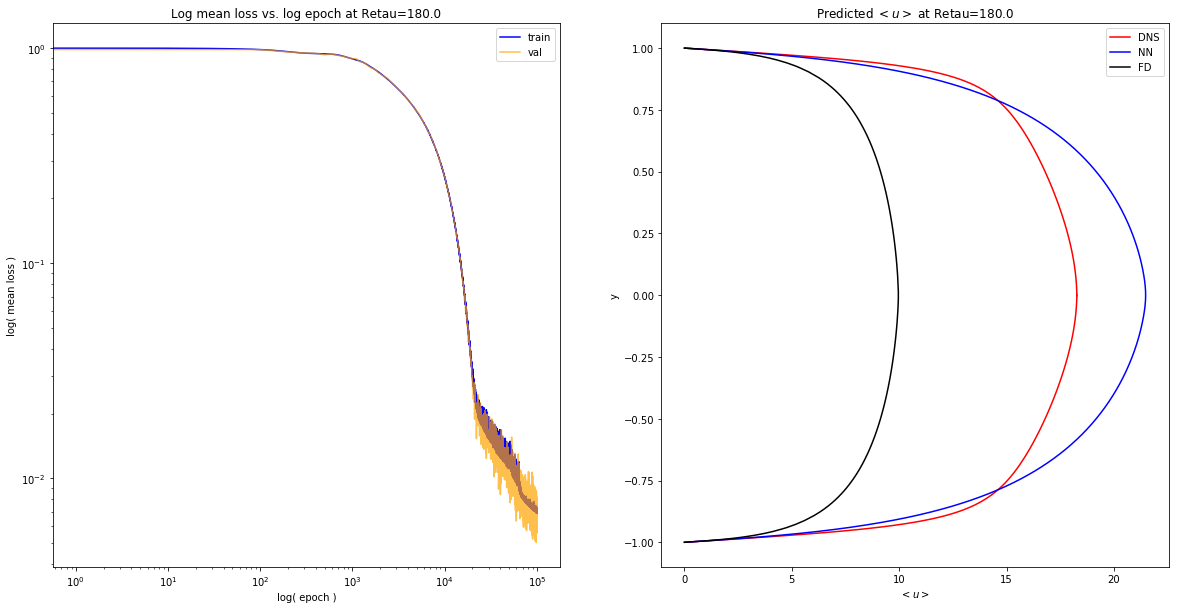 Log mean loss vs. log epoch at Retau=180.0
train
val
10⁰
10⁻¹
10⁻²
log( mean loss )
10⁰
10¹
10²
10³
10⁴
10⁵
log( epoch )
Predicted < u > at Retau=180.0
DNS
NN
FD
1.00
0.75
0.50
0.25
0.00
−0.25
−0.50
−0.75
−1.00
y
0
5
10
15
20
< u >